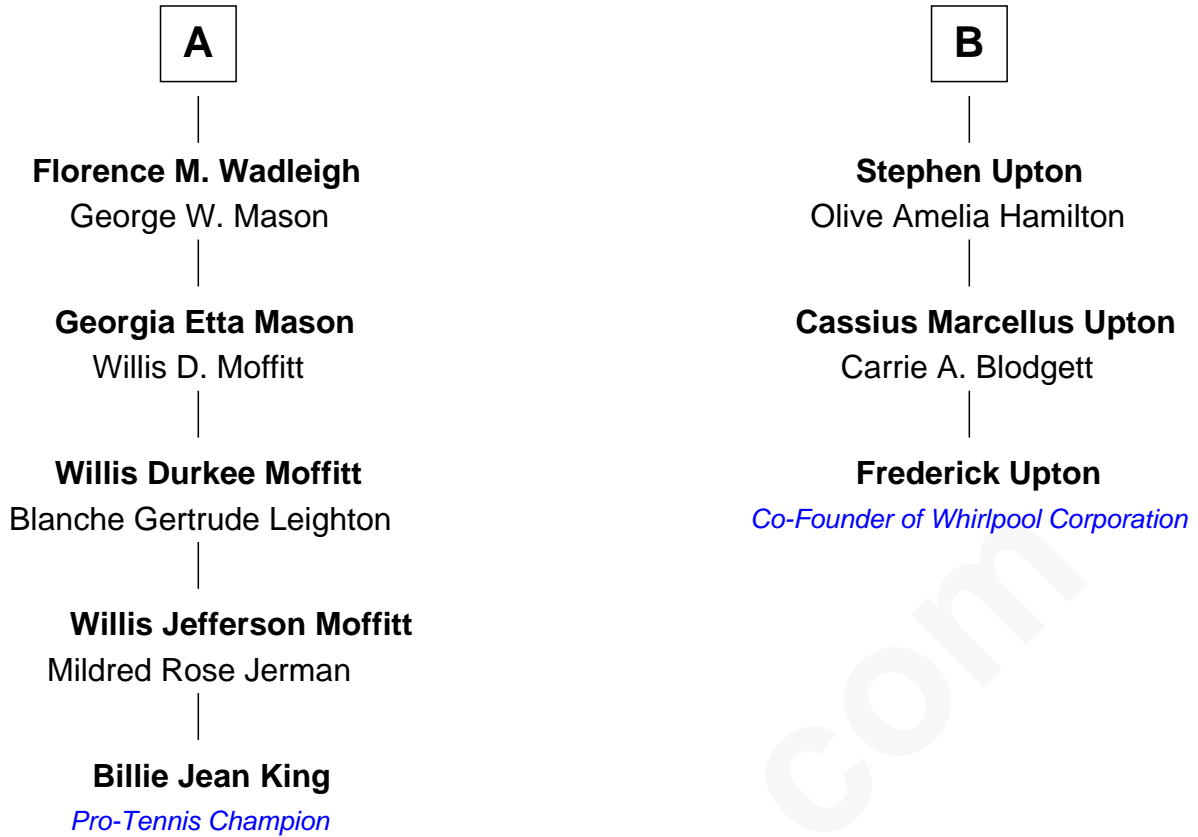 A
Florence M. Wadleigh
George W. Mason
Georgia Etta Mason
Willis D. Moffitt
Willis Durkee Moffitt
Blanche Gertrude Leighton
Willis Jefferson Moffitt
Mildred Rose Jerman
Billie Jean King
Pro-Tennis Champion
B
Stephen Upton
Olive Amelia Hamilton
Cassius Marcellus Upton
Carrie A. Blodgett
Frederick Upton
Co-Founder of Whirlpool Corporation
com